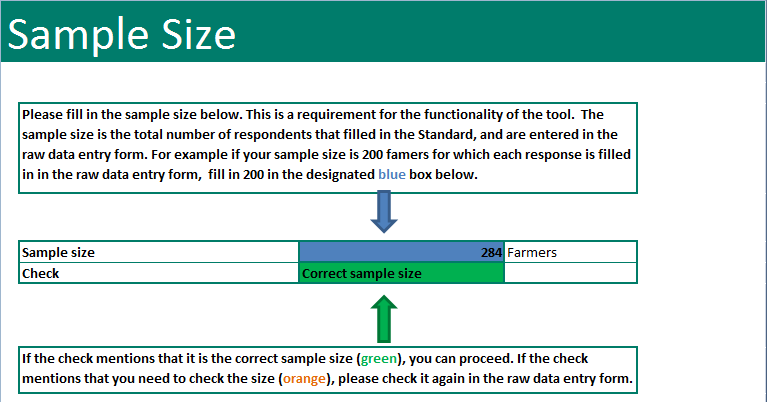 Sample Size
Please fill in the sample size below. This is a requirement for the functionality of the tool.  The
sample size is the total number of respondents that filled in the Standard, and are entered in the
raw data entry form. For example if your sample size is 200 famers for which each response is filled
in in the raw data entry form,  fill in 200 in the designated blue box below.
Sample size 284 Farmers
Check Correct sample size
If the check mentions that it is the correct sample size (green), you can proceed. If the check
mentions that you need to check the size (orange), please check it again in the raw data entry form.